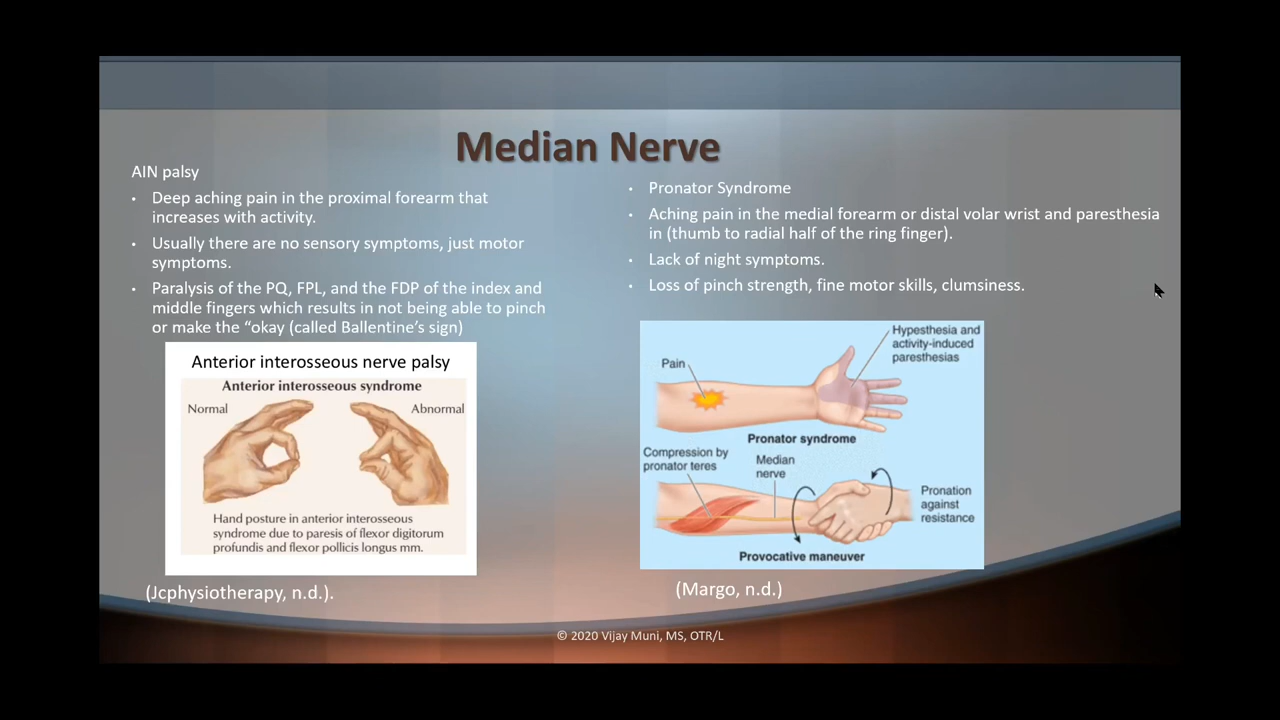 Median Nerve
AIN palsy
• Deep aching pain in the proximal forearm that
increases with activity.
• Usually there are no sensory symptoms, just motor
symptoms.
• Paralysis of the PQ, FPL, and the FDP of the index and
middle fingers which results in not being able to pinch
or make the “okay (called Ballentine’s sign)
Anterior interosseous nerve palsy
Anterior interosseous syndrome
Normal
Abnormal
Hand posture in anterior interosseous
syndrome due to paresis of flexor digitorum
profundis and flexor pollicis longus mm.
(Jcphysiotherapy, n.d.).
• Pronator Syndrome
• Aching pain in the medial forearm or distal volar wrist and paresthesia
in (thumb to radial half of the ring finger).
• Lack of night symptoms.
• Loss of pinch strength, fine motor skills, clumsiness.
Hypesthesia and
activity-induced
paresthesias
Pain
Pronator syndrome
Compression by
pronator teres
Median
nerve
Pronation
against
resistance
Provocative maneuver
(Margo, n.d.)
© 2020 Vijay Muni, MS, OTR/L